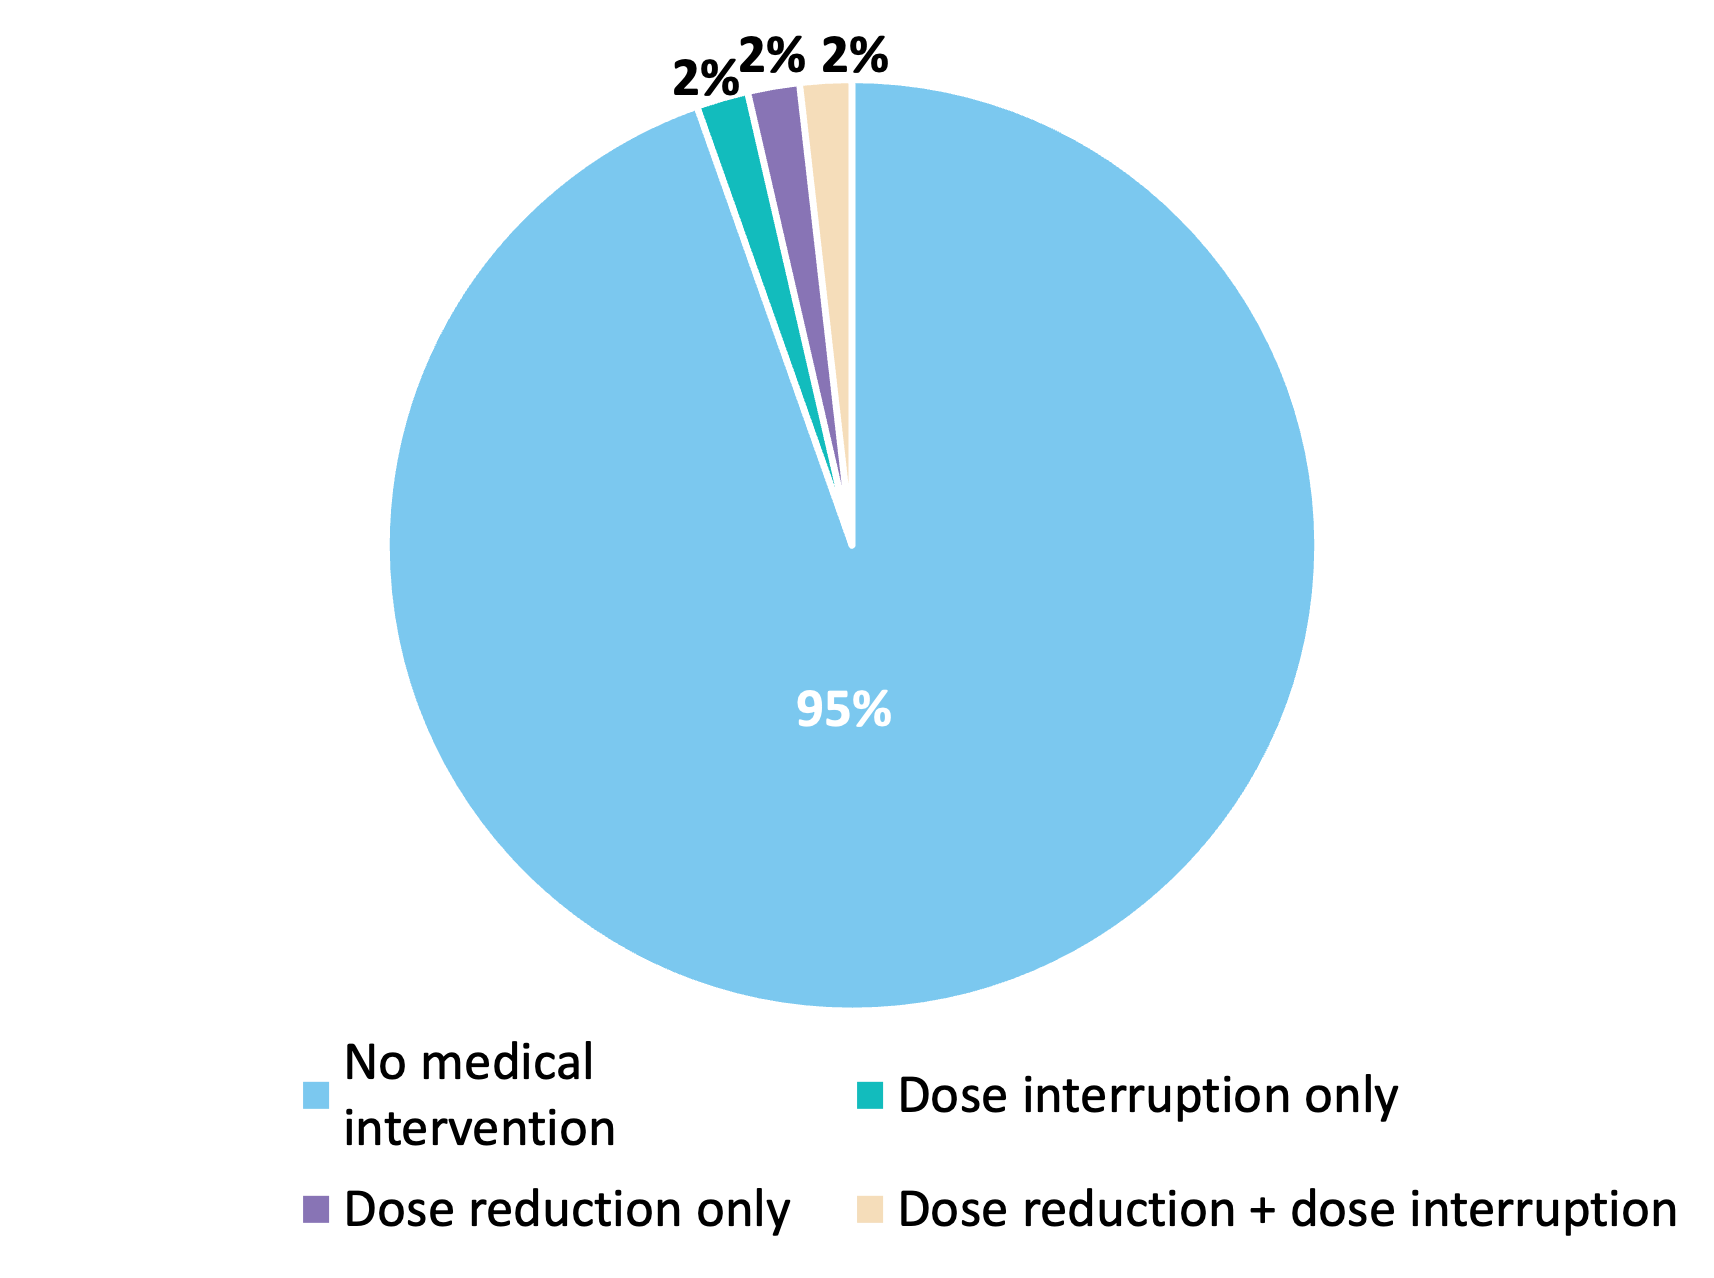 2% 2% 2%
95%
No medical
intervention
Dose interruption only
Dose reduction only
Dose reduction + dose interruption